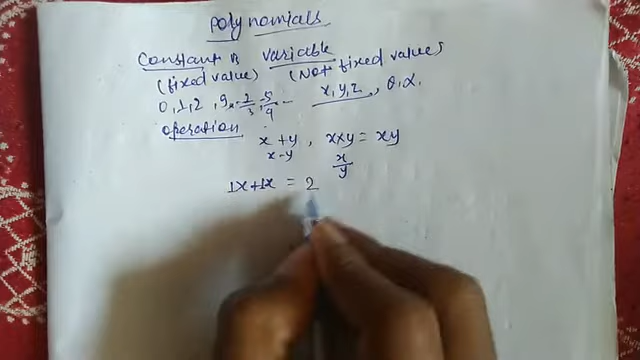 Polynomials
Constant & variable
(fixed value) (Not fixed values)
0, 1, 2, 9, -2/3, 5/9 -- x, y, z, θ, α.
operation x + y , x×y = xy
x - y x/y
1x + 1x = 2